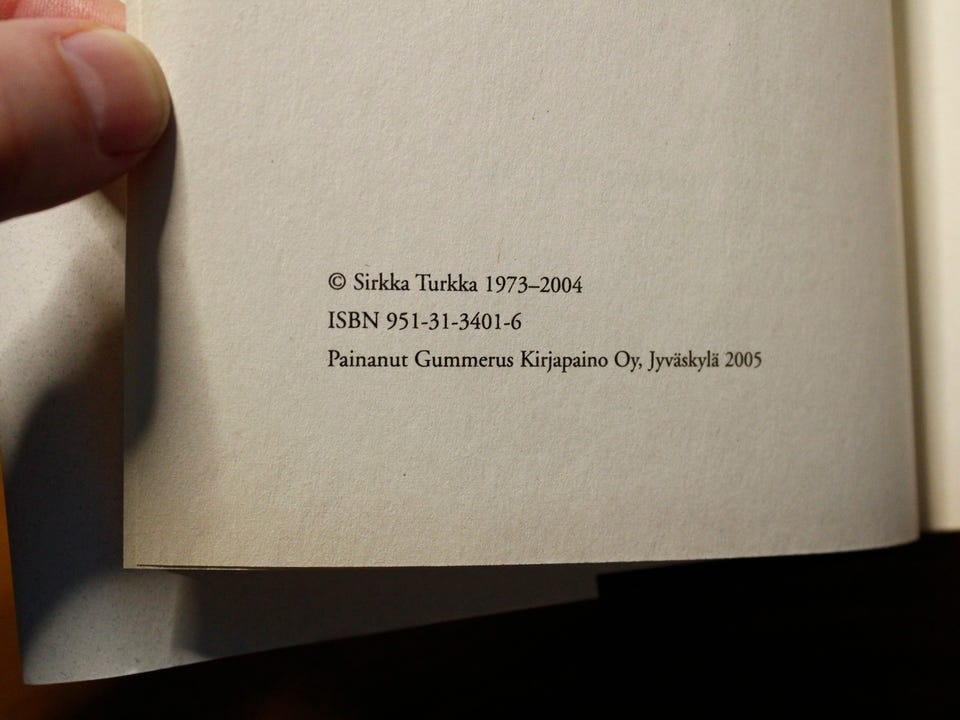 © Sirkka Turkka 1973–2004
ISBN 951-31-3401-6
Painanut Gummerus Kirjapaino Oy, Jyväskylä 2005